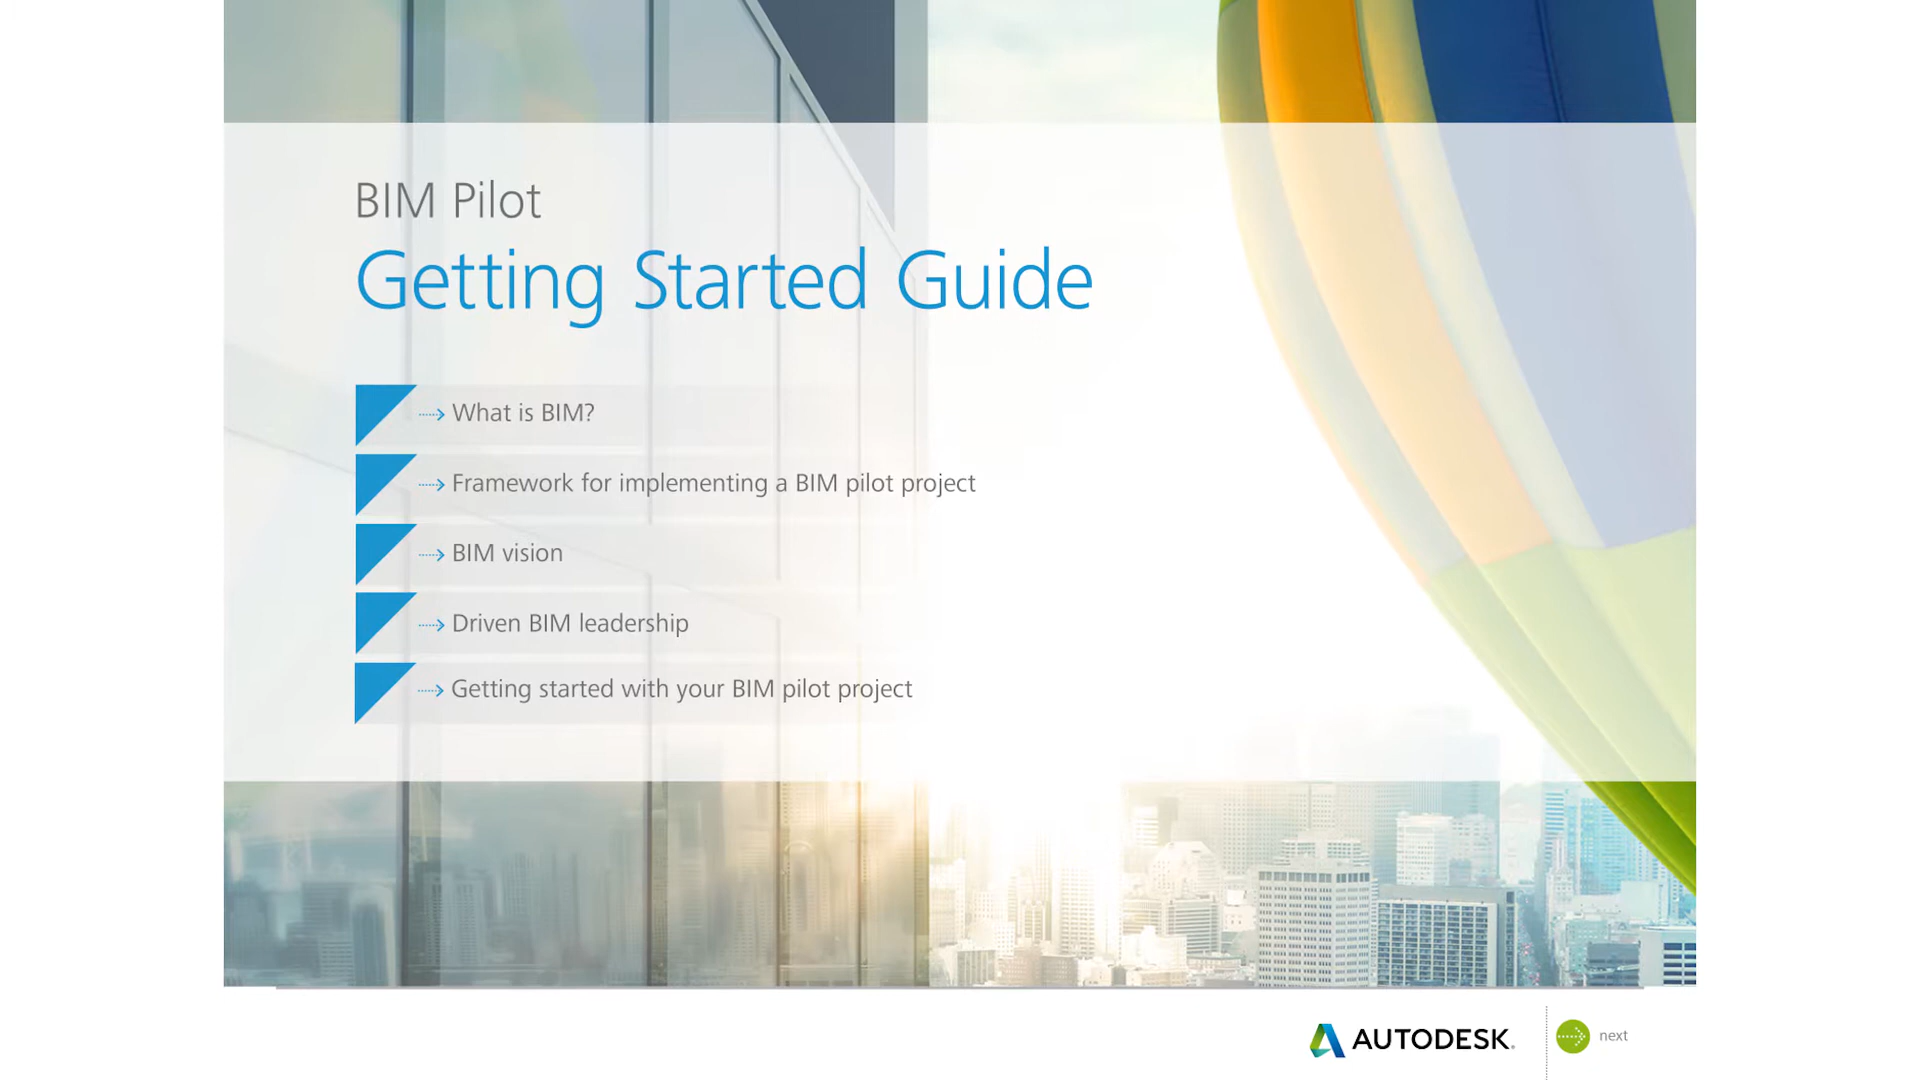 BIM Pilot
Getting Started Guide
What is BIM?
Framework for implementing a BIM pilot project
BIM vision
Driven BIM leadership
Getting started with your BIM pilot project
AUTODESK.
next